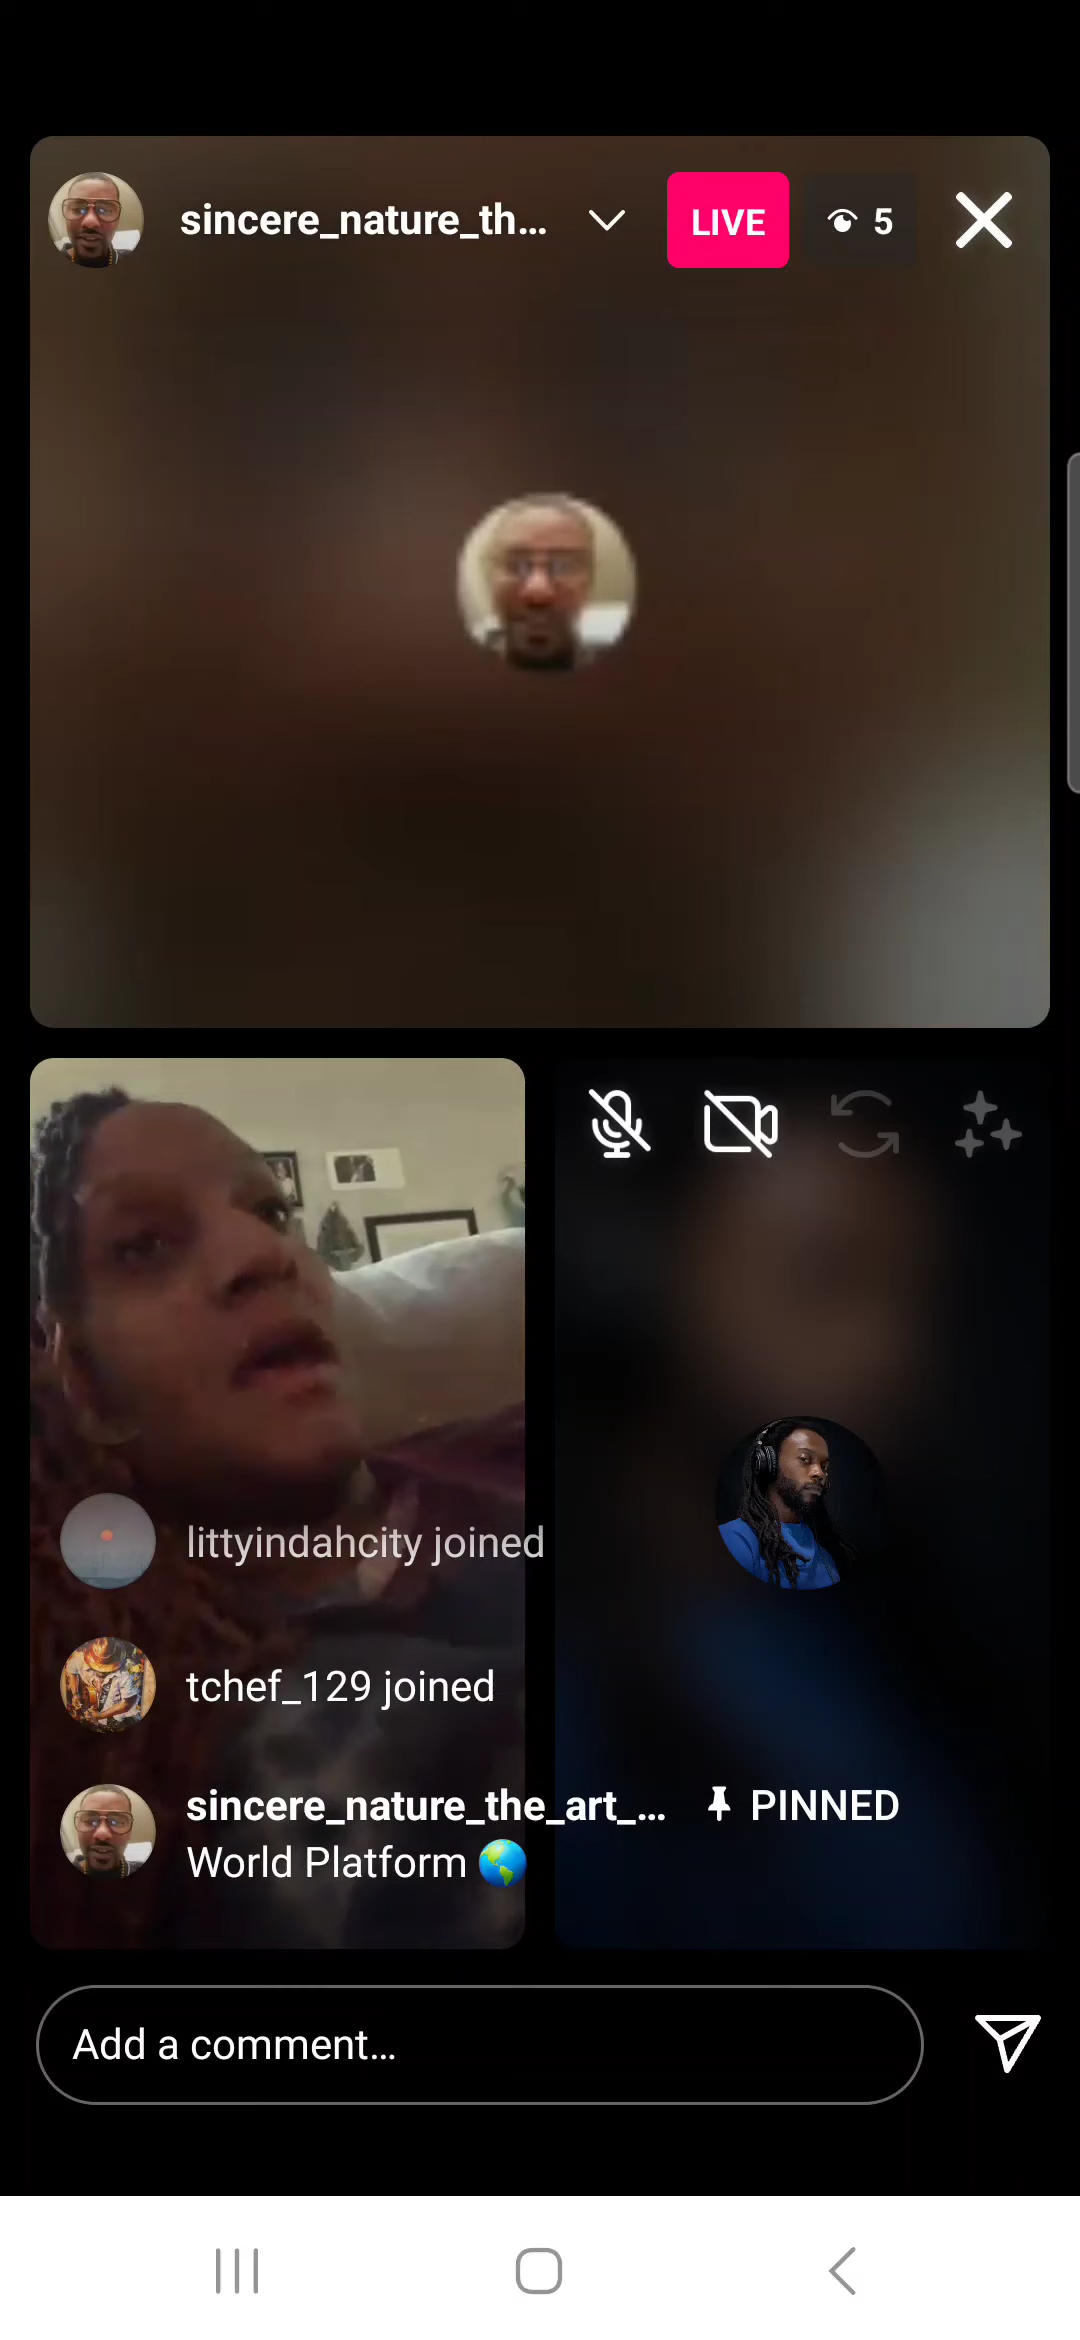 sincere_nature_th...
LIVE
5
littyindahcity joined
tchef_129 joined
sincere_nature_the_art_... PINNED
World Platform 🌎
Add a comment...